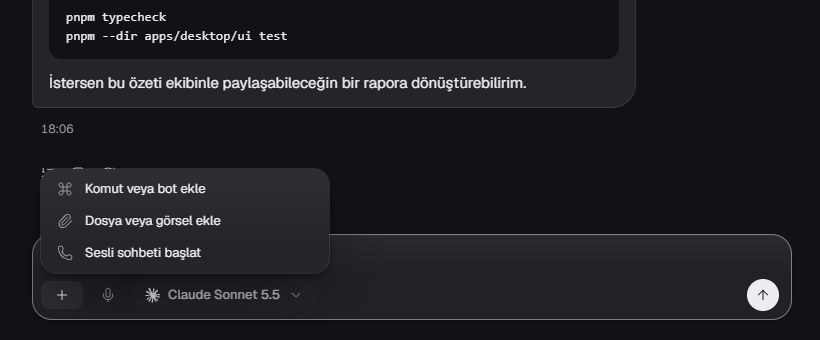 pnpm typecheck
pnpm --dir apps/desktop/ui test
İstersen bu özeti ekibinle paylaşabileceğin bir rapora dönüştürebilirim.
18:06
Komut veya bot ekle
Dosya veya görsel ekle
Sesli sohbeti başlat
Claude Sonnet 5.5